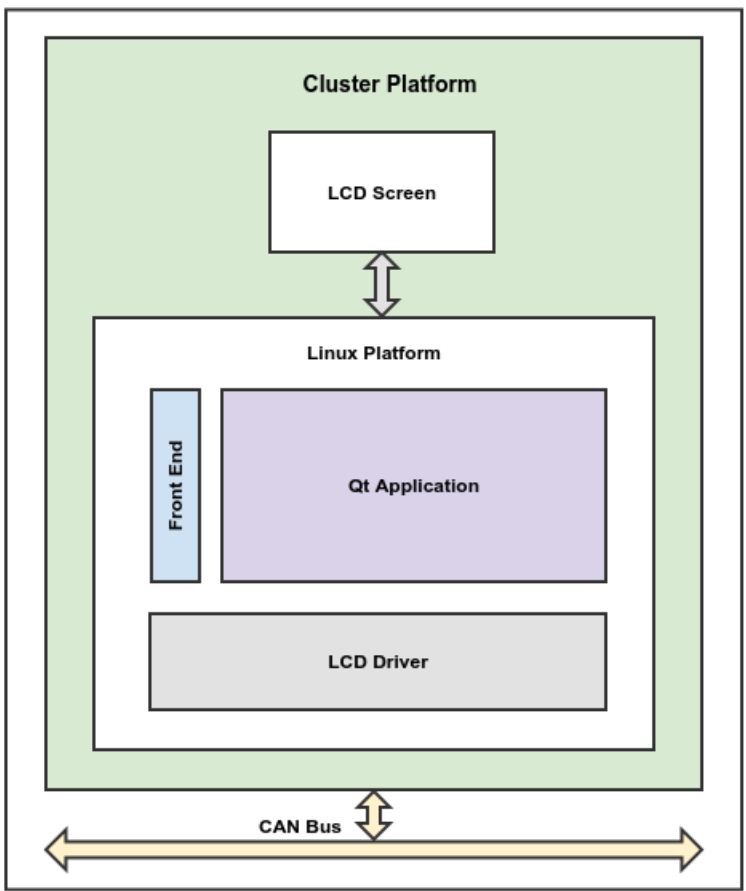 Cluster Platform
LCD Screen
Linux Platform
Front End
Qt Application
LCD Driver
CAN Bus